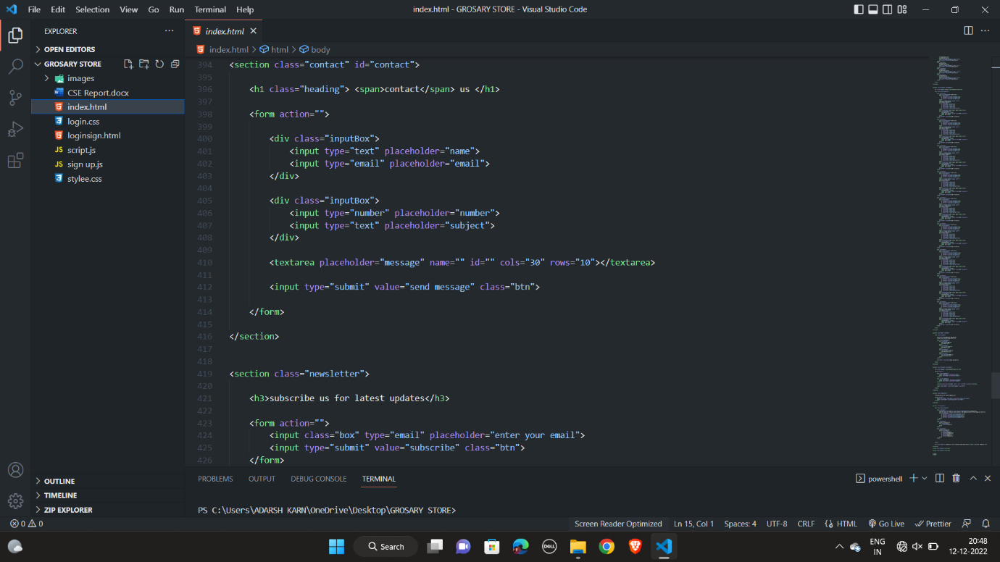 File Edit Selection View Go Run Terminal Help
index.html - GROSARY STORE - Visual Studio Code
EXPLORER
OPEN EDITORS
GROSARY STORE
images
CSE Report.docx
index.html
login.css
loginsign.html
JS script.js
JS sign up.js
stylee.css
OUTLINE
TIMELINE
ZIP EXPLORER
index.html
index.html > html > body
394 <section class="contact" id="contact">
395
396 <h1 class="heading"> <span>contact</span> us </h1>
397
398 <form action="">
399
400 <div class="inputBox">
401 <input type="text" placeholder="name">
402 <input type="email" placeholder="email">
403 </div>
404
405 <div class="inputBox">
406 <input type="number" placeholder="number">
407 <input type="text" placeholder="subject">
408 </div>
409
410 <textarea placeholder="message" name="" id="" cols="30" rows="10"></textarea>
411
412 <input type="submit" value="send message" class="btn">
413
414 </form>
415
416 </section>
417
418
419 <section class="newsletter">
420
421 <h3>subscribe us for latest updates</h3>
422
423 <form action="">
424 <input class="box" type="email" placeholder="enter your email">
425 <input type="submit" value="subscribe" class="btn">
426 </form>
PROBLEMS OUTPUT DEBUG CONSOLE TERMINAL
powershell
PS C:\Users\ADARSH KARN\OneDrive\Desktop\GROSARY STORE>
0 0
Screen Reader Optimized Ln 15, Col 1 Spaces: 4 UTF-8 CRLF HTML Go Live Prettier
Search
DELL
ENG
IN
20:48
12-12-2022